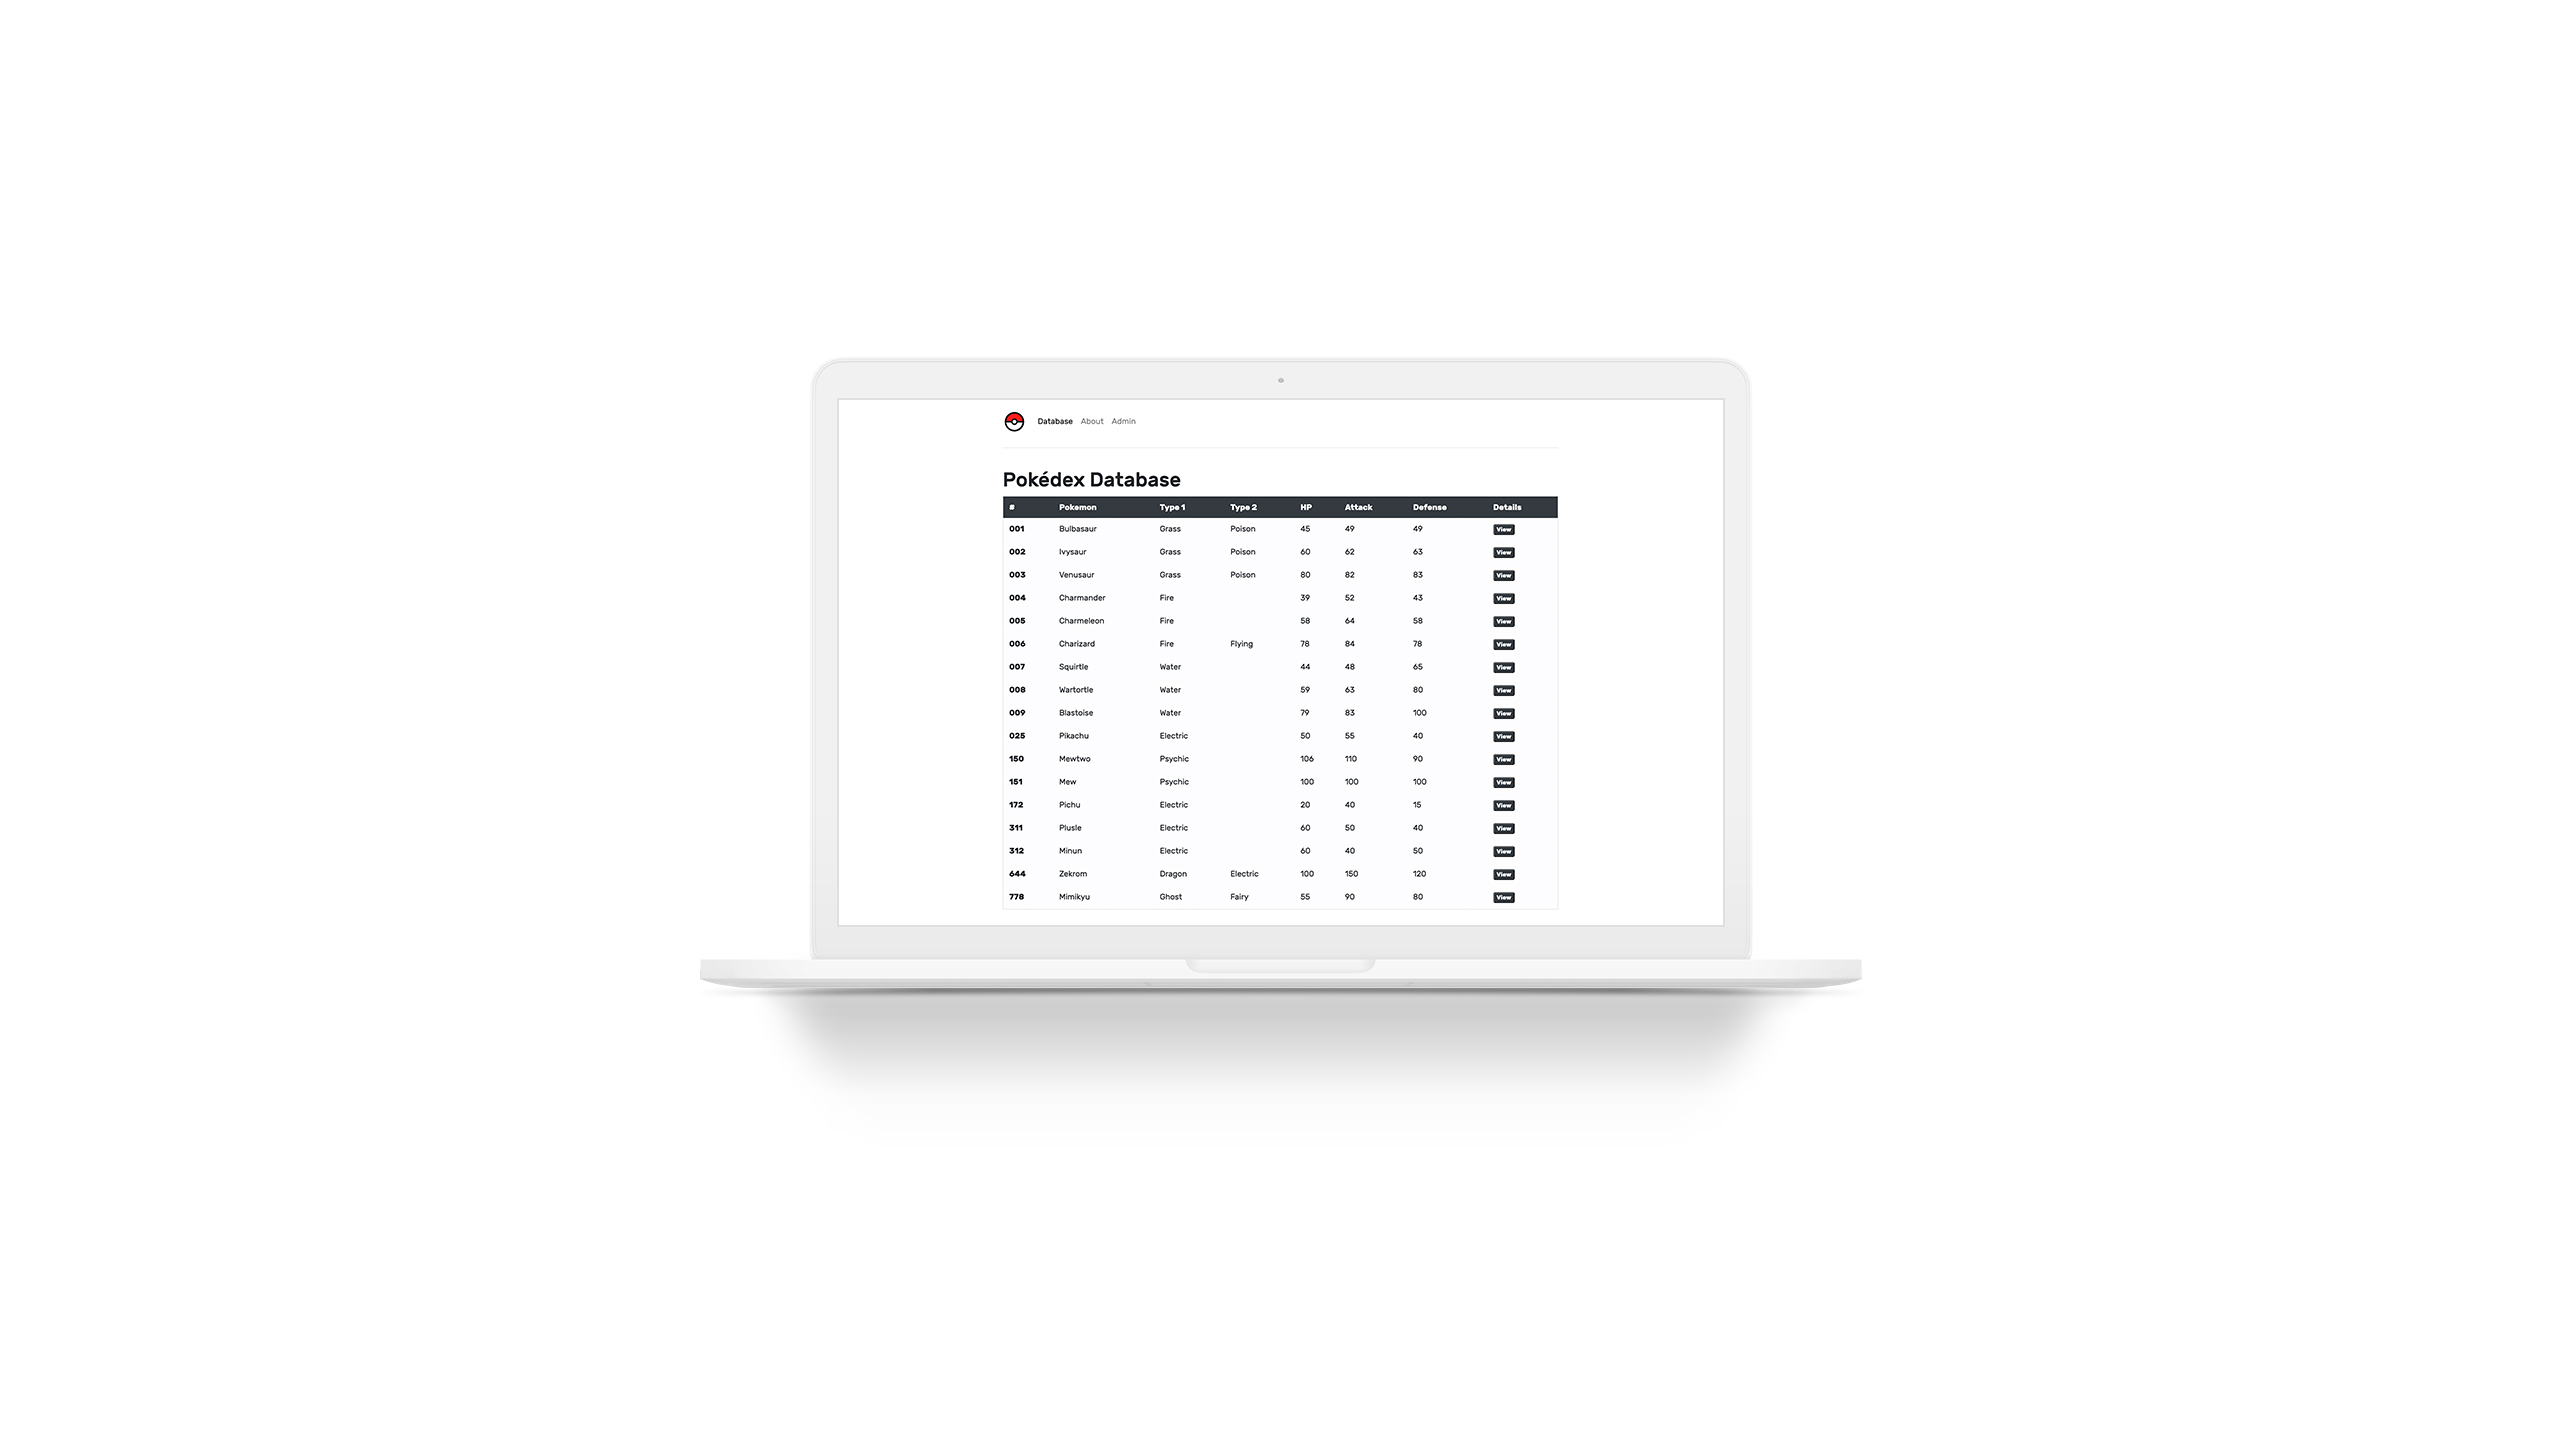 Database About Admin
Pokédex Database
# Pokemon Type 1 Type 2 HP Attack Defense Details
001 Bulbasaur Grass Poison 45 49 49 View
002 Ivysaur Grass Poison 60 62 63 View
003 Venusaur Grass Poison 80 82 83 View
004 Charmander Fire 39 52 43 View
005 Charmeleon Fire 58 64 58 View
006 Charizard Fire Flying 78 84 78 View
007 Squirtle Water 44 48 65 View
008 Wartortle Water 59 63 80 View
009 Blastoise Water 79 83 100 View
025 Pikachu Electric 50 55 40 View
150 Mewtwo Psychic 106 110 90 View
151 Mew Psychic 100 100 100 View
172 Pichu Electric 20 40 15 View
311 Plusle Electric 60 50 40 View
312 Minun Electric 60 40 50 View
644 Zekrom Dragon Electric 100 150 120 View
778 Mimikyu Ghost Fairy 55 90 80 View